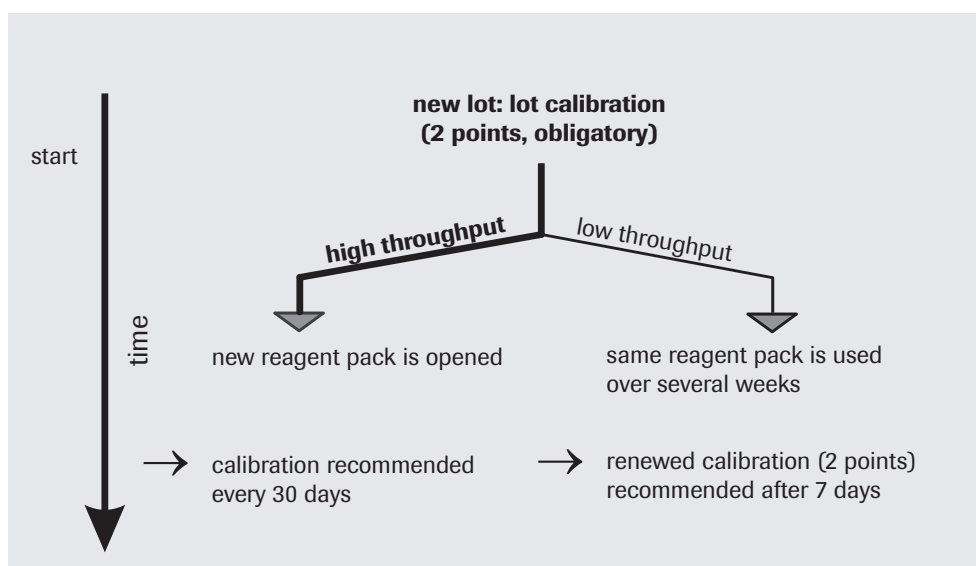 new lot: lot calibration
(2 points, obligatory)
start
high throughput
low throughput
time
new reagent pack is opened
same reagent pack is used
over several weeks
→ calibration recommended
every 30 days
→ renewed calibration (2 points)
recommended after 7 days